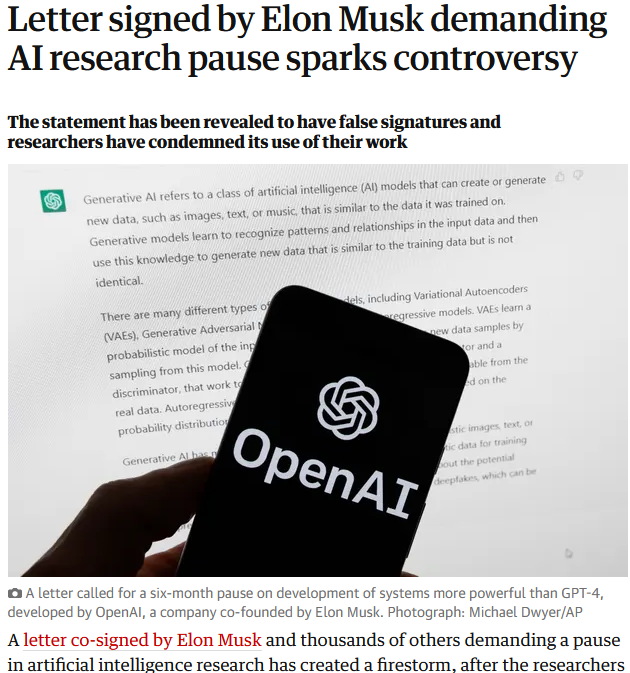 Letter signed by Elon Musk demanding
AI research pause sparks controversy
The statement has been revealed to have false signatures and
researchers have condemned its use of their work
Generative AI refers to a class of artificial intelligence (AI) models that can create or generate
new data, such as images, text, or music, that is similar to the data it was trained on.
Generative models learn to recognize patterns and relationships in the input data and then
use this knowledge to generate new data that is similar to the training data but is not
identical.
There are many different types of dels, including Variational Autoencoders
(VAEs), Generative Adversarial regressive models. VAEs learn a
probabilistic model of the inp new data samples by
sampling from this model. tor and a
discriminator, that work to able from the
real data. Autoregressive ed on the
probability distribution
stic images, text, or
Generative AI has tic data for training
bout the potential
deepfakes, which can be
OpenAI
A letter called for a six-month pause on development of systems more powerful than GPT-4,
developed by OpenAI, a company co-founded by Elon Musk. Photograph: Michael Dwyer/AP
A letter co-signed by Elon Musk and thousands of others demanding a pause
in artificial intelligence research has created a firestorm, after the researchers